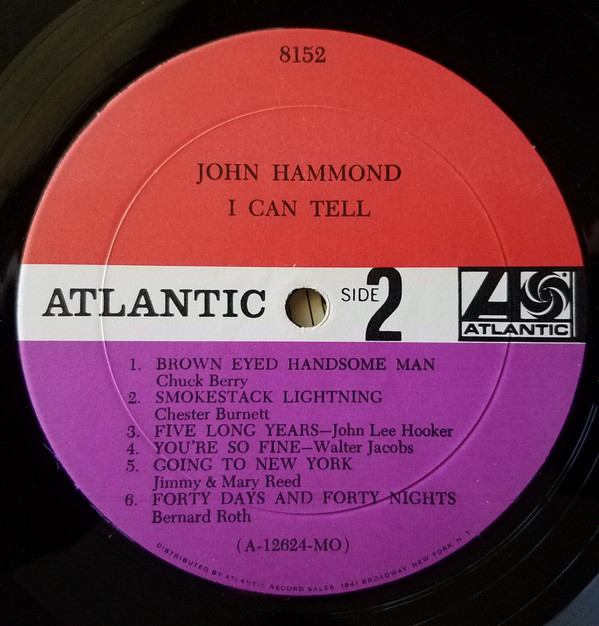 8152
JOHN HAMMOND
I CAN TELL
ATLANTIC
SIDE 2
ATLANTIC
1. BROWN EYED HANDSOME MAN
Chuck Berry
2. SMOKESTACK LIGHTNING
Chester Burnett
3. FIVE LONG YEARS—John Lee Hooker
4. YOU'RE SO FINE—Walter Jacobs
5. GOING TO NEW YORK
Jimmy & Mary Reed
6. FORTY DAYS AND FORTY NIGHTS
Bernard Roth
(A-12624-MO)
DISTRIBUTED BY ATLANTIC RECORD SALES, 1841 BROADWAY, NEW YORK, N. Y.